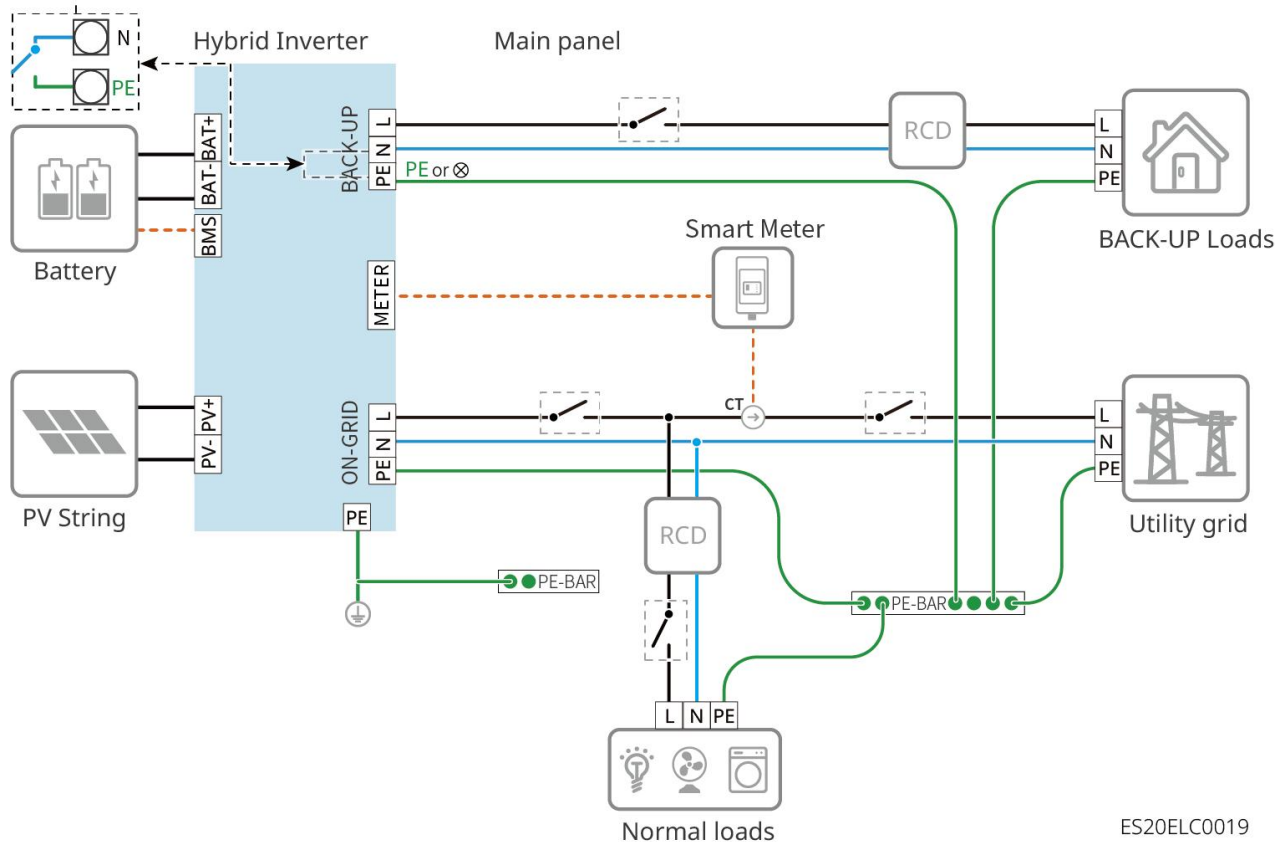 Hybrid Inverter
Main panel
N
PE
BAT+
BAT-
BMS
Battery
PV+
PV-
PV String
BACK-UP
L
N
PE
PE or ⊗
METER
ON-GRID
L
N
PE
PE
RCD
L
N
PE
BACK-UP Loads
Smart Meter
CT
L
N
PE
Utility grid
RCD
PE-BAR
PE-BAR
L
N
PE
Normal loads
ES20ELC0019